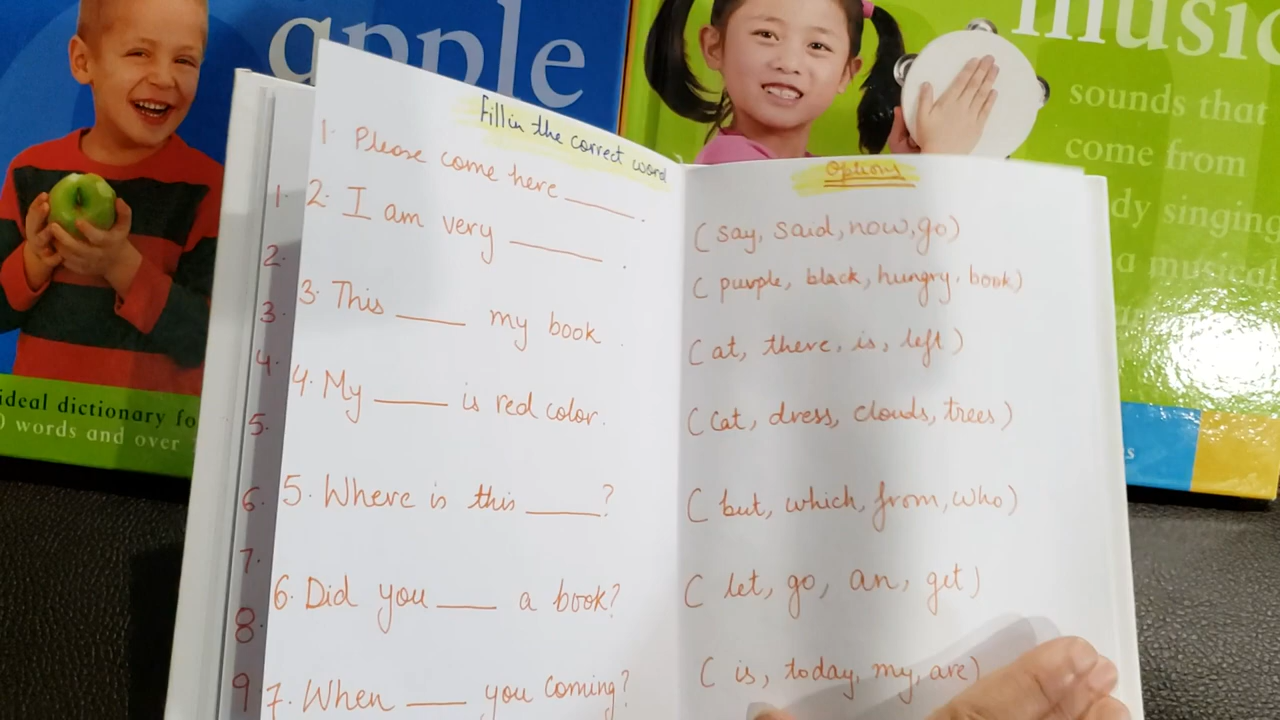 apple
music
sounds that
come from
dy singing
a musical
ideal dictionary fo
0 words and over
s
Fill in the correct word
1. Please come here ____.
2. I am very ____.
3. This ____ my book.
4. My ____ is red color.
5. Where is this ____?
6. Did you ____ a book?
7. When ____ you coming?
1.
2.
3.
4.
5.
6.
7.
8.
9
Options
(say, said, now, go)
(purple, black, hungry, book)
(at, there, is, left)
(cat, dress, clouds, trees)
(but, which, from, who)
(let, go, an, get)
(is, today, my, are)